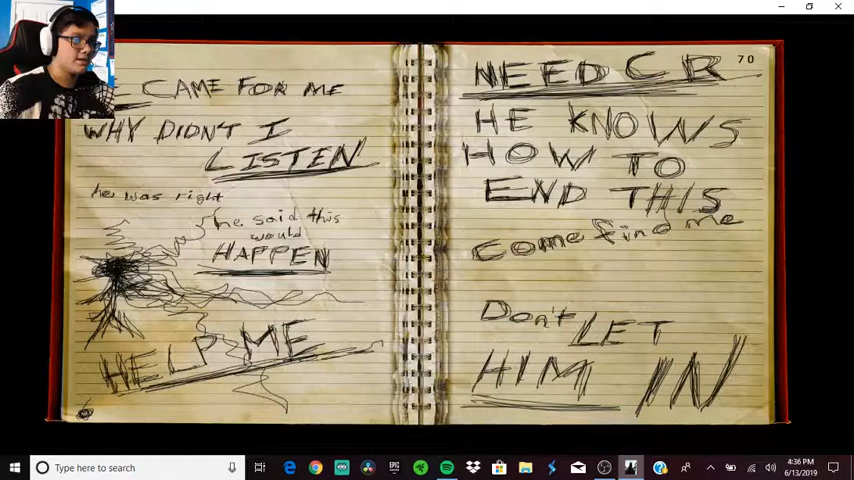 CAME FOR ME
WHY DIDN'T I
LISTEN
he was right
he said this
would
HAPPEN
HELP ME
70
NEED CR
HE KNOWS
HOW TO
END THIS
come find me
Don't LET
HIM IN
Type here to search
EPIC
4:36 PM
6/13/2019